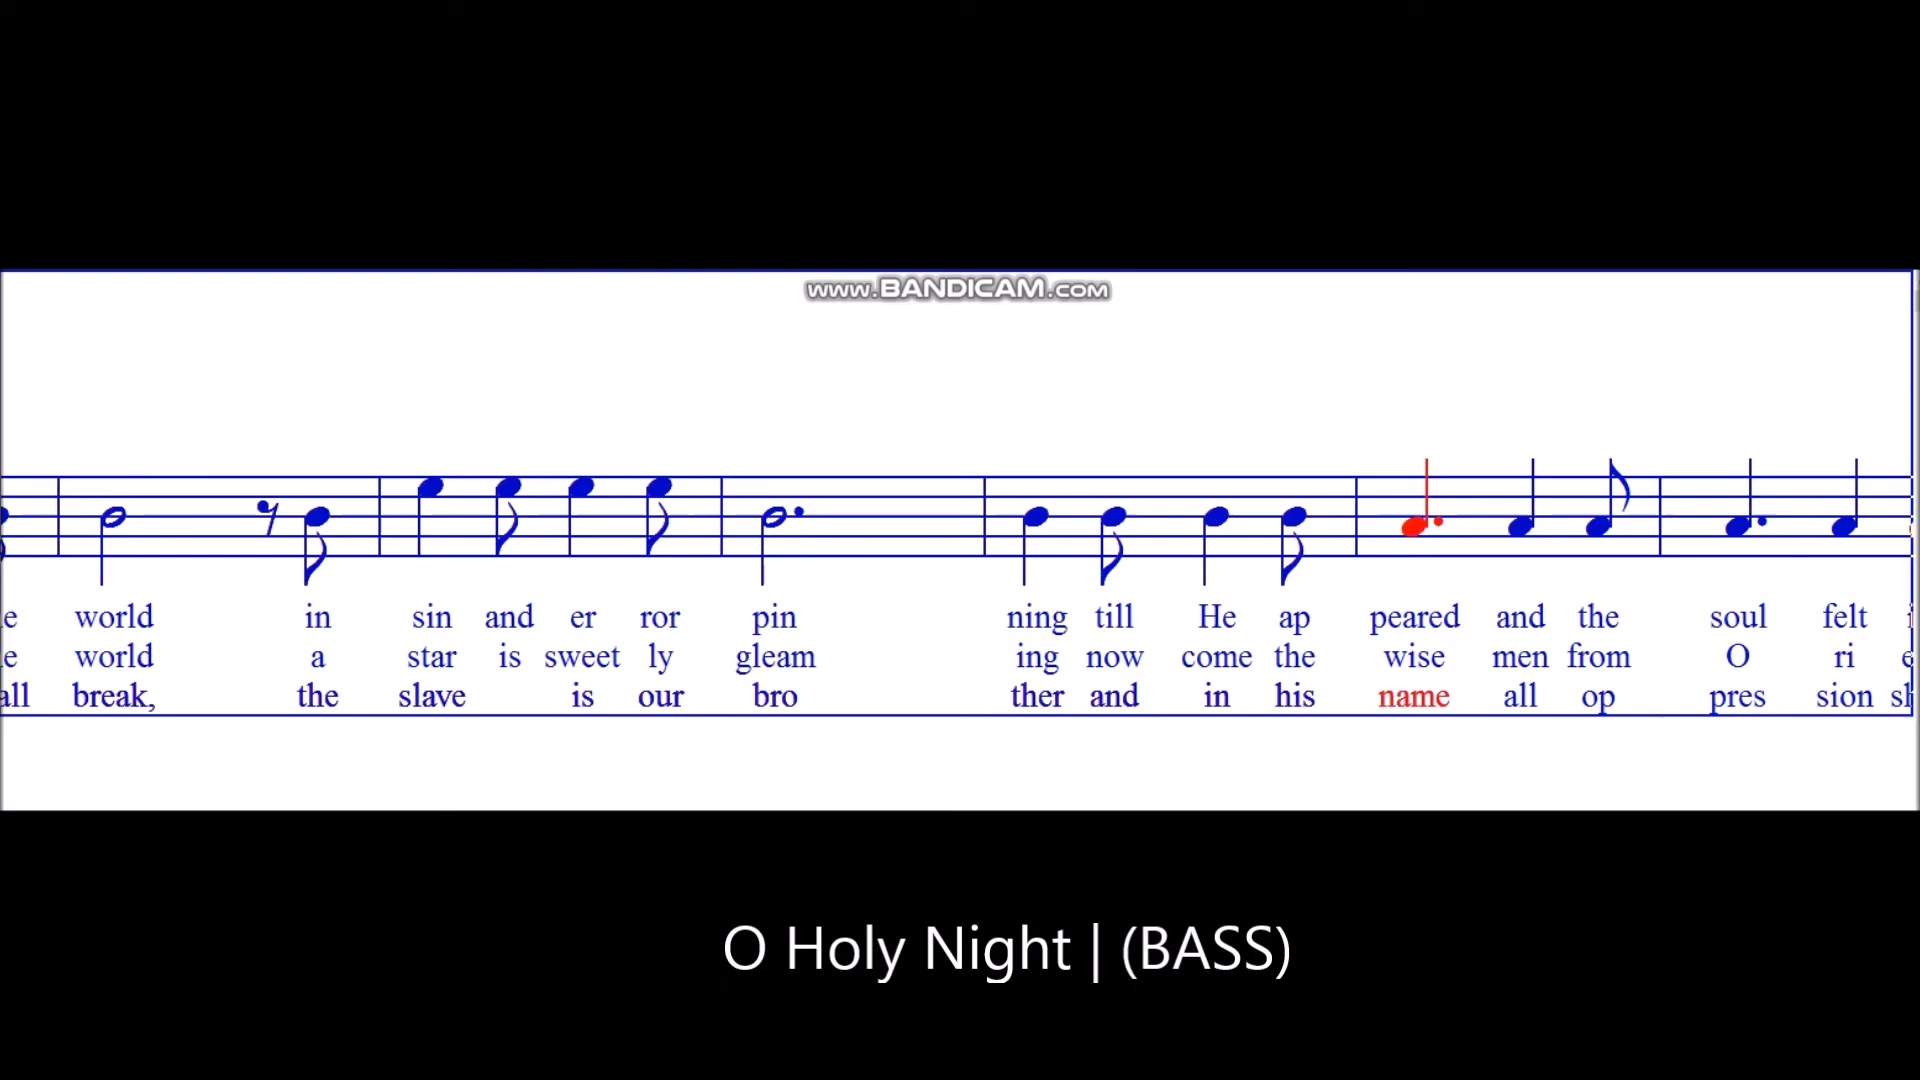 www.BANDICAM.com
e world in sin and er ror pin ning till He ap peared and the soul felt
e world a star is sweet ly gleam ing now come the wise men from O ri e
all break, the slave is our bro ther and in his name all op pres sion sh
O Holy Night | (BASS)